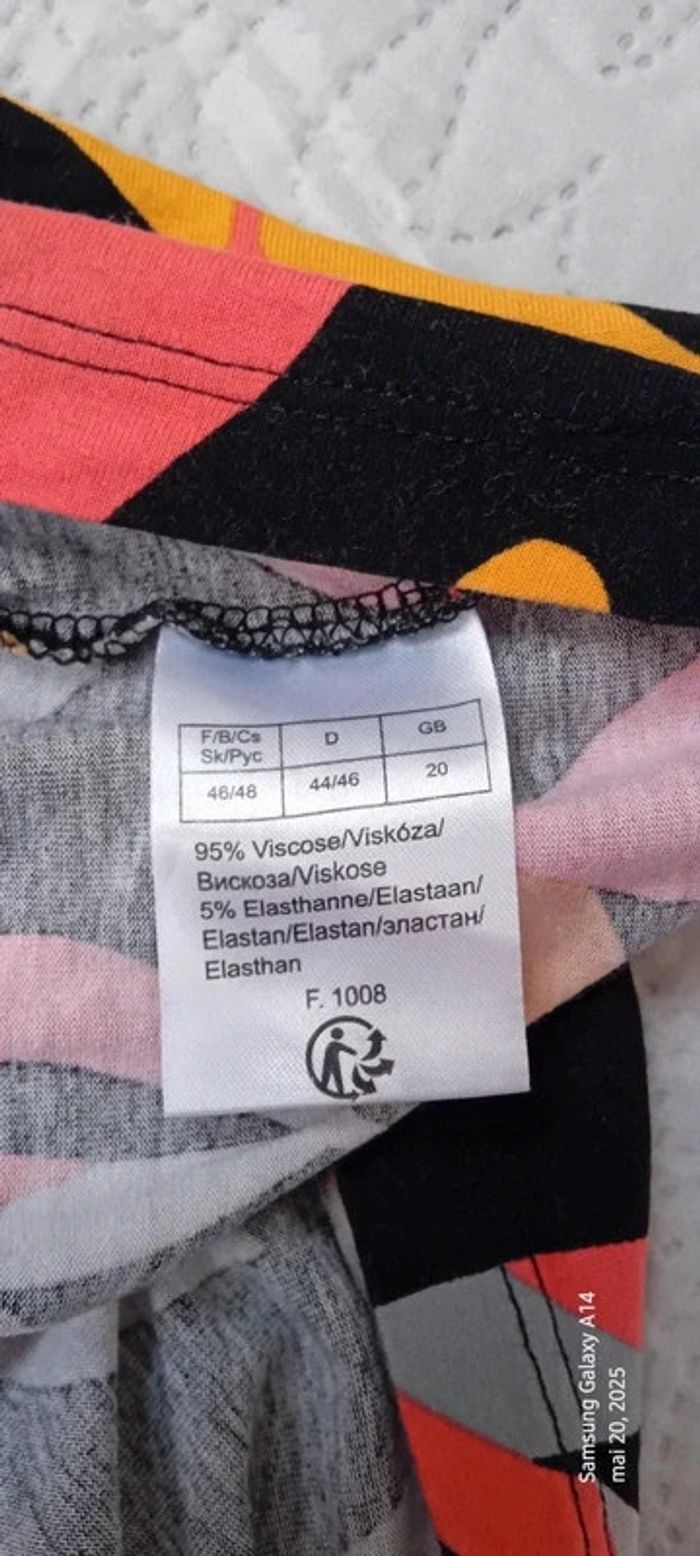 F/B/Cs D GB
Sk/Pyc
46/48 44/46 20
95% Viscose/Viskóza/
Вискоза/Viskose
5% Elasthanne/Elastaan/
Elastan/Elastan/эластан/
Elasthan
F. 1008
Samsung Galaxy A14
mai 20, 2025